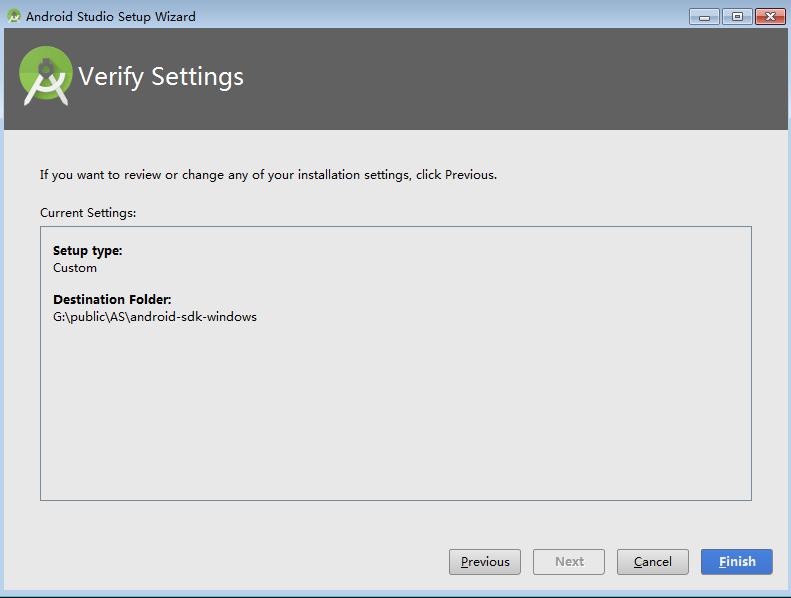 Android Studio Setup Wizard
Verify Settings
If you want to review or change any of your installation settings, click Previous.
Current Settings:
Setup type:
Custom
Destination Folder:
G:\public\AS\android-sdk-windows
Previous Next Cancel Finish